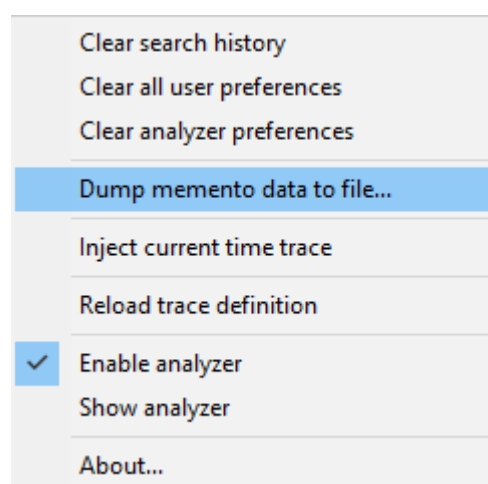 Clear search history
Clear all user preferences
Clear analyzer preferences
Dump memento data to file...
Inject current time trace
Reload trace definition
Enable analyzer
Show analyzer
About...